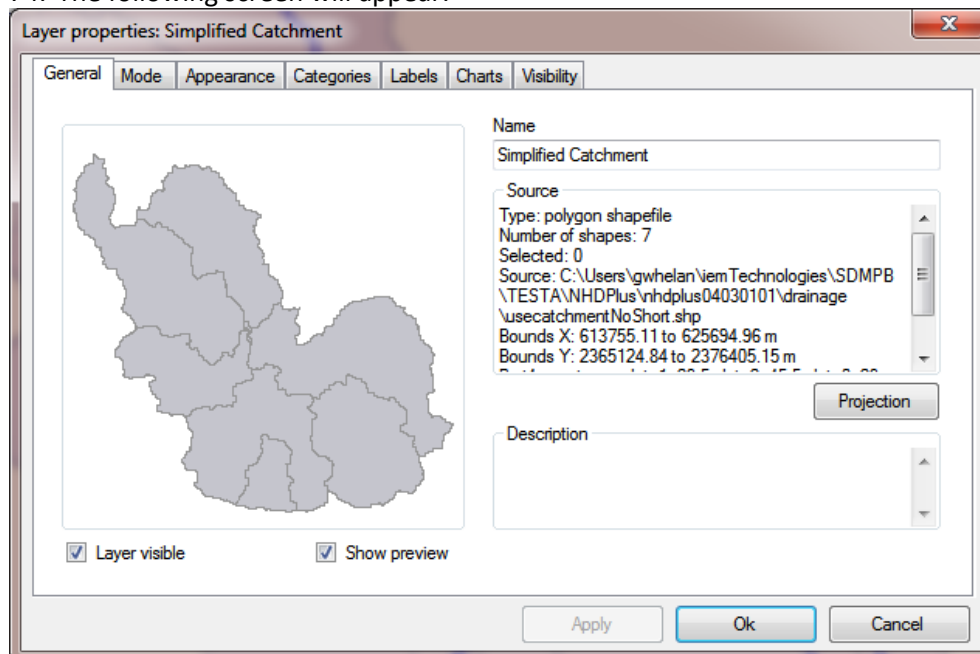 The following screen will appear:
Layer properties: Simplified Catchment
General Mode Appearance Categories Labels Charts Visibility
Name
Simplified Catchment
Source
Type: polygon shapefile
Number of shapes: 7
Selected: 0
Source: C:\Users\gwhelan\iemTechnologies\SDMPB
\TESTA\NHDPlus\nhdplus04030101\drainage
\usecatchmentNoShort.shp
Bounds X: 613755.11 to 625694.96 m
Bounds Y: 2365124.84 to 2376405.15 m
Projection
Description
Layer visible
Show preview
Apply
Ok
Cancel